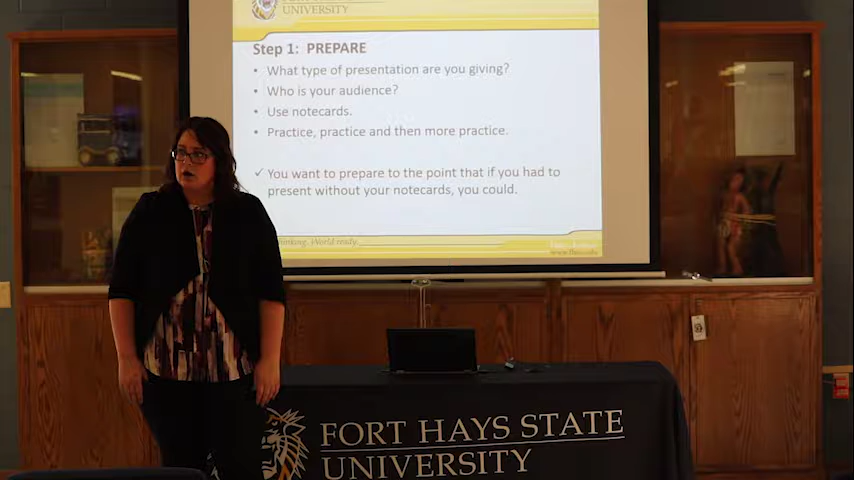 UNIVERSITY
Step 1: PREPARE
• What type of presentation are you giving?
• Who is your audience?
• Use notecards.
• Practice, practice and then more practice.
✓ You want to prepare to the point that if you had to
present without your notecards, you could.
World ready.
FORT HAYS STATE
UNIVERSITY